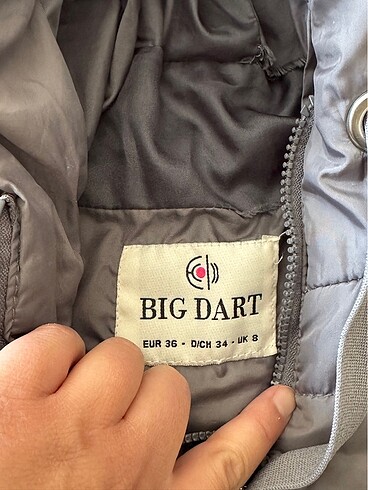 BIG DART
EUR 36 - D/CH 34 - UK 8